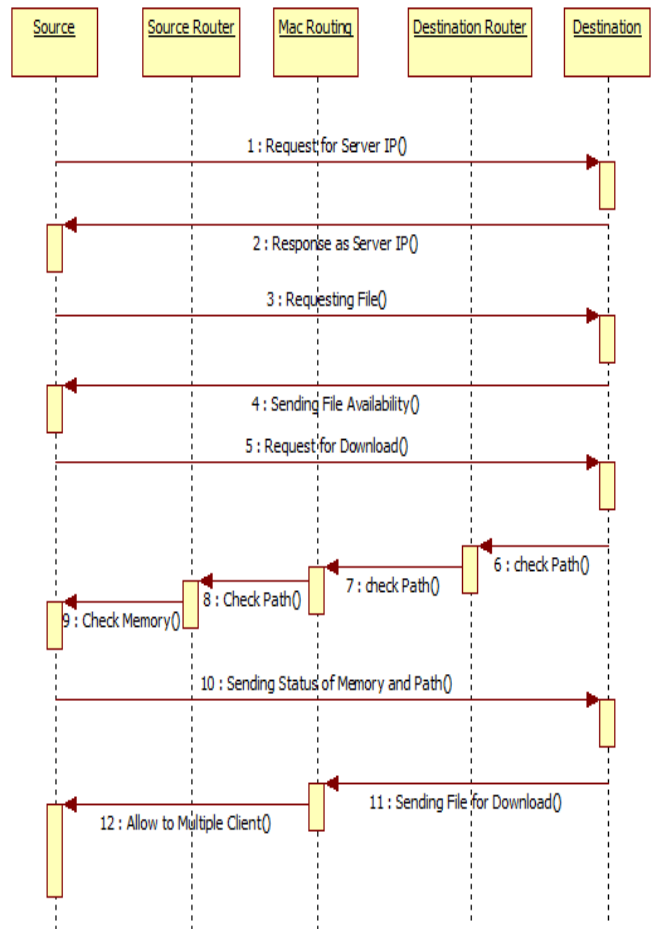 Source
Source Router
Mac Routing
Destination Router
Destination
1 : Request for Server IP()
2 : Response as Server IP()
3 : Requesting File()
4 : Sending File Availability()
5 : Request for Download()
6 : check Path()
7 : check Path()
8 : Check Path()
9 : Check Memory()
10 : Sending Status of Memory and Path()
11 : Sending File for Download()
12 : Allow to Multiple Client()